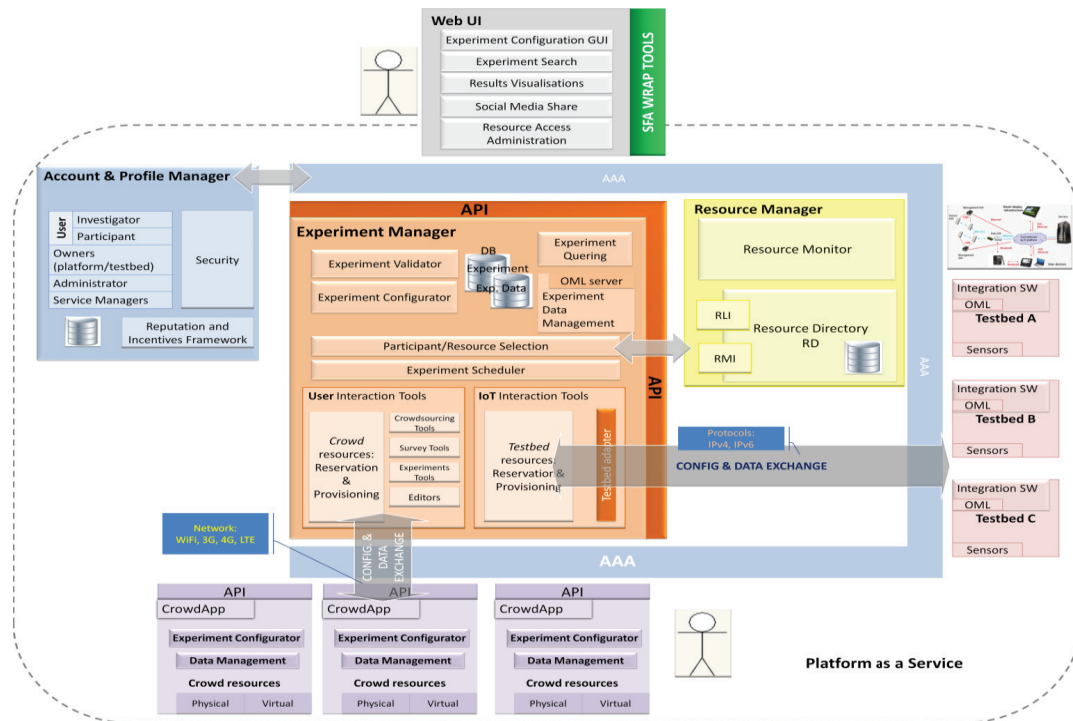 Web UI
Experiment Configuration GUI
Experiment Search
Results Visualisations
Social Media Share
Resource Access
Administration
SFA WRAP TOOLS
Account & Profile Manager
User
Investigator
Participant
Owners
(platform/testbed)
Administrator
Service Managers
Security
Reputation and
Incentives Framework
AAA
API
Experiment Manager
Experiment Validator
Experiment Configurator
DB
Experiment
Exp. Data
Experiment
Quering
OML server
Experiment
Data
Management
Participant/Resource Selection
Experiment Scheduler
User Interaction Tools
Crowd
resources:
Reservation
&
Provisioning
Crowdsourcing
Tools
Survey Tools
Experiments
Tools
Editors
IoT Interaction Tools
Testbed
resources:
Reservation &
Provisioning
Testbed adapter
API
Resource Manager
Resource Monitor
RLI
RMI
Resource Directory
RD
AAA
Protocols:
IPv4, IPv6
CONFIG & DATA EXCHANGE
Integration SW
OML
Testbed A
Sensors
Integration SW
OML
Testbed B
Sensors
Integration SW
OML
Testbed C
Sensors
Network:
WiFI, 3G, 4G, LTE
CONFIG. &
DATA
EXCHANGE
AAA
API
CrowdApp
Experiment Configurator
Data Management
Crowd resources
Physical
Virtual
API
CrowdApp
Experiment Configurator
Data Management
Crowd resources
Physical
Virtual
API
CrowdApp
Experiment Configurator
Data Management
Crowd resources
Physical
Virtual
Platform as a Service